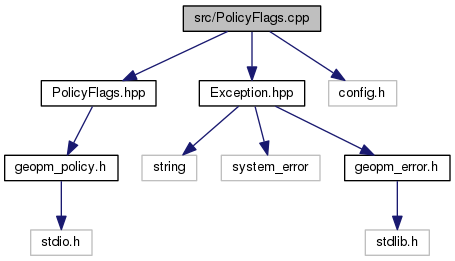 src/PolicyFlags.cpp
PolicyFlags.hpp
Exception.hpp
config.h
geopm_policy.h
string
system_error
geopm_error.h
stdio.h
stdlib.h